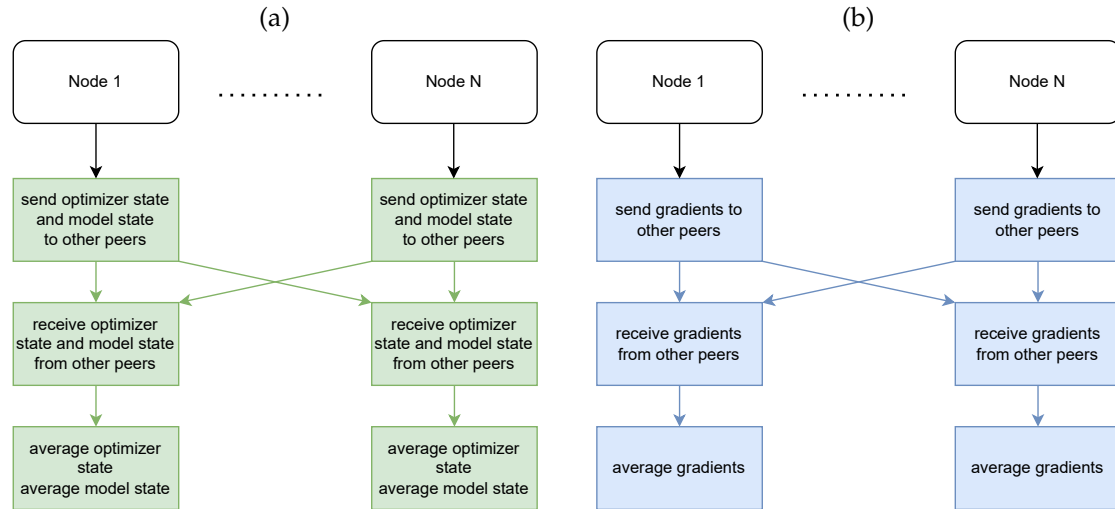 (a)
(b)
Node 1
..........
Node N
Node 1
..........
Node N
send optimizer state
and model state
to other peers
send optimizer state
and model state
to other peers
send gradients to
other peers
send gradients to
other peers
receive optimizer
state and model state
from other peers
receive optimizer
state and model state
from other peers
receive gradients
from other peers
receive gradients
from other peers
average optimizer
state
average model state
average optimizer
state
average model state
average gradients
average gradients